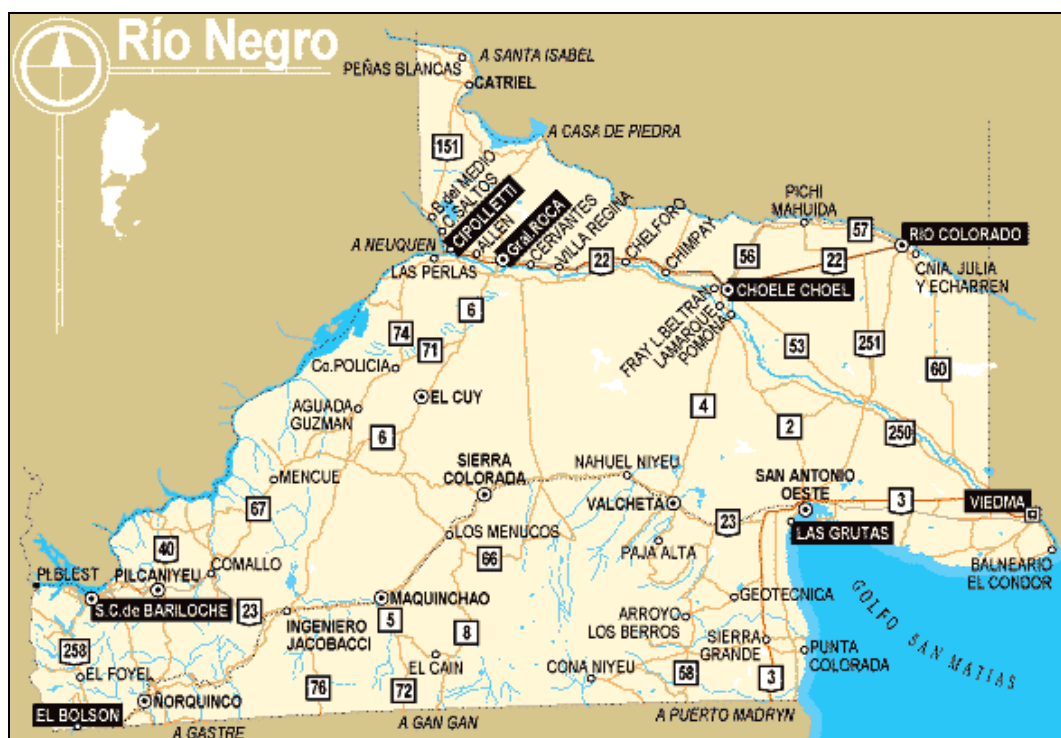 Río Negro
A SANTA ISABEL
PEÑAS BLANCAS
CATRIEL
A CASA DE PIEDRA
151
B.del MEDIO
C. SALTOS
CIPOLLETTI
ALLEN
Gral.ROCA
CERVANTES
VILLA REGINA
CHELFORO
CHIMPAY
PICHI
MAHUIDA
57
RIO COLORADO
A NEUQUEN
LAS PERLAS
22
56
22
CNIA. JULIA
Y ECHARREN
CHOELE CHOEL
FRAY L.BELTRAN
LAMARQUE
POMONA
6
74
71
53
251
60
Co.POLICIA
EL CUY
AGUADA
GUZMAN
6
4
2
250
MENCUE
SIERRA
COLORADA
NAHUEL NIYEU
VALCHETA
SAN ANTONIO
OESTE
3
VIEDMA
67
23
LAS GRUTAS
LOS MENUCOS
PAJA ALTA
40
66
COMALLO
BALNEARIO
EL CONDOR
Pt.BLEST
PILCANIYEU
S.C.de BARILOCHE
23
MAQUINCHAO
GEOTECNICA
GOLFO SAN MATIAS
INGENIERO
JACOBACCI
5
8
ARROYO
LOS BERROS
SIERRA
GRANDE
PUNTA
COLORADA
258
EL FOYEL
EL CAIN
CONA NIYEU
68
3
76
72
ÑORQUINCO
EL BOLSON
A GASTRE
A GAN GAN
A PUERTO MADRYN